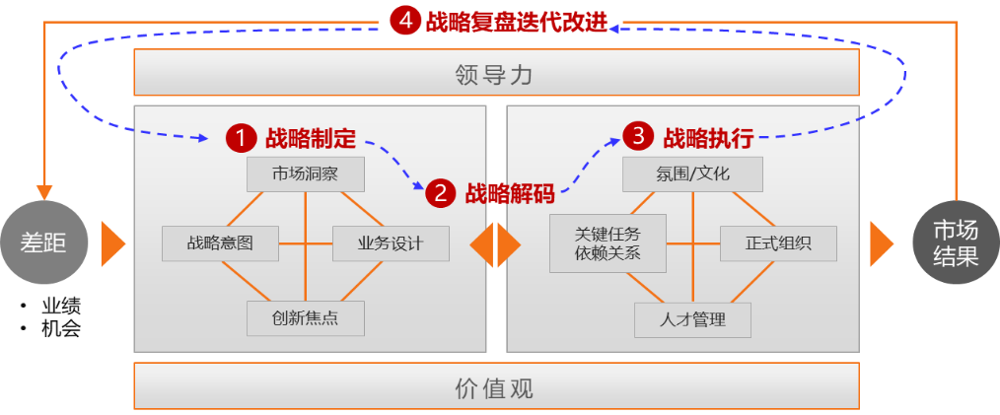 4 战略复盘迭代改进
领导力
1 战略制定
3 战略执行
市场洞察
氛围/文化
2 战略解码
差距
战略意图
业务设计
关键任务
依赖关系
正式组织
市场
结果
• 业绩
• 机会
创新焦点
人才管理
价值观